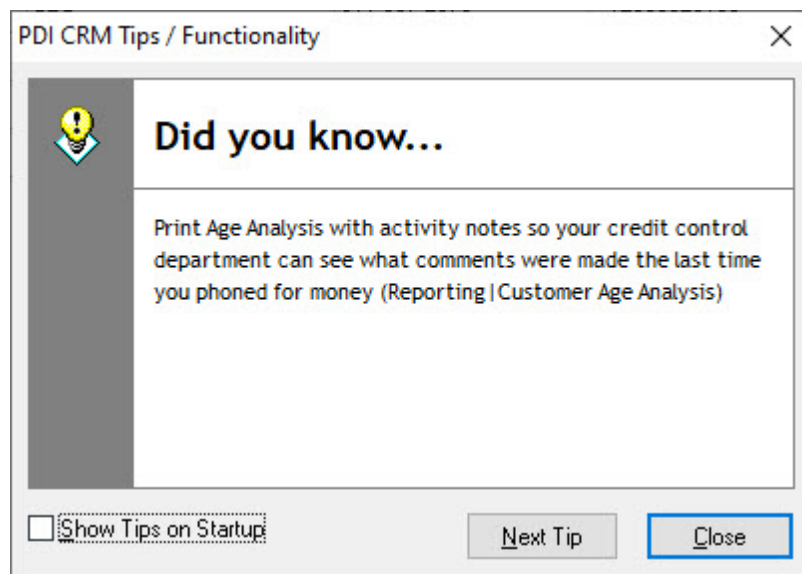 PDI CRM Tips / Functionality
Did you know...
Print Age Analysis with activity notes so your credit control
department can see what comments were made the last time
you phoned for money (Reporting|Customer Age Analysis)
Show Tips on Startup
Next Tip
Close